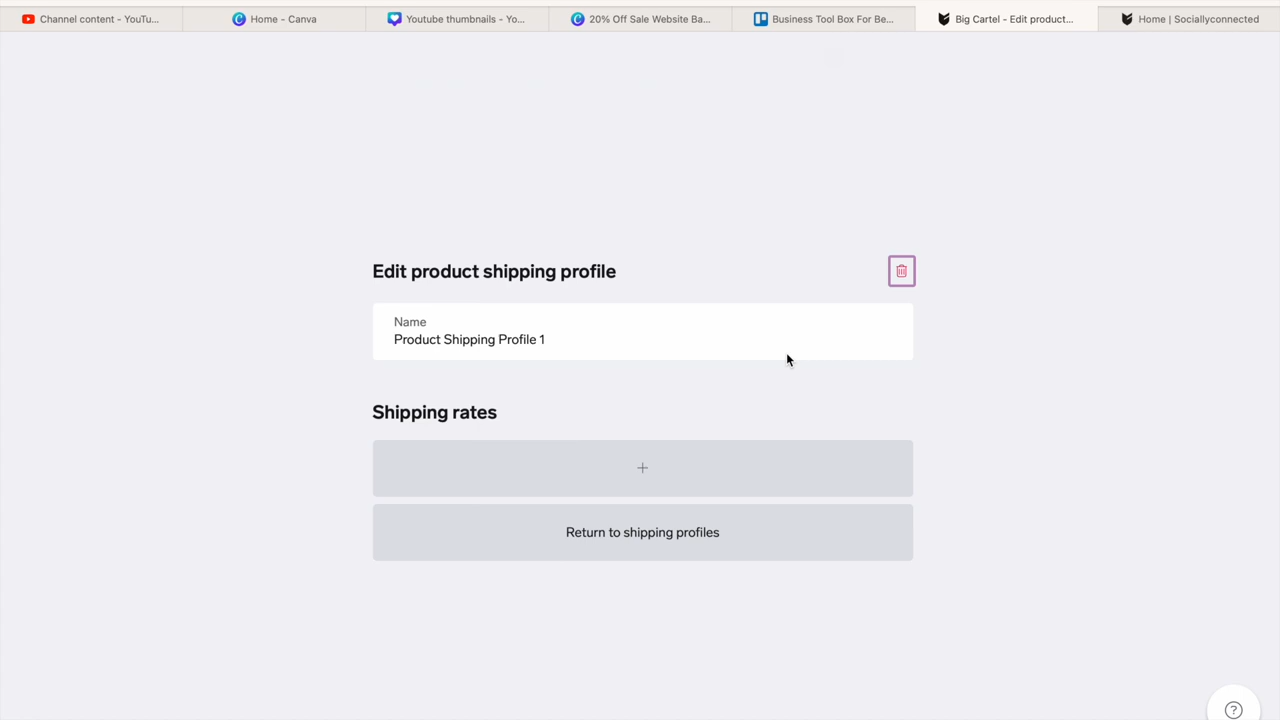 Channel content - YouTu...
Home - Canva
Youtube thumbnails - Yo...
20% Off Sale Website Ba...
Business Tool Box For Be...
Big Cartel - Edit product...
Home | Sociallyconnected
Edit product shipping profile
Name
Product Shipping Profile 1
Shipping rates
+
Return to shipping profiles
?